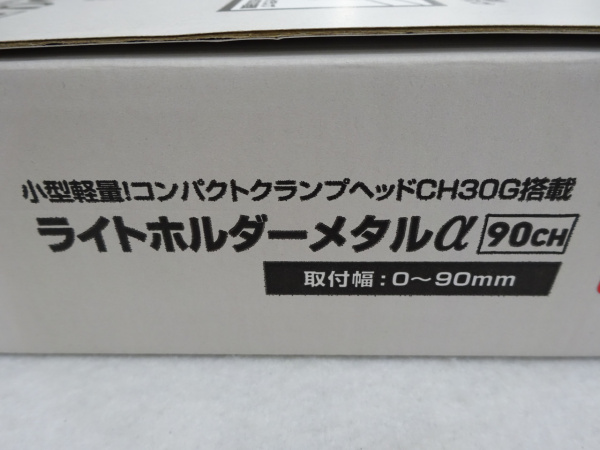 小型軽量!コンパクトクランプヘッドCH30G搭載
ライトホルダーメタルα 90CH
取付幅:0〜90mm